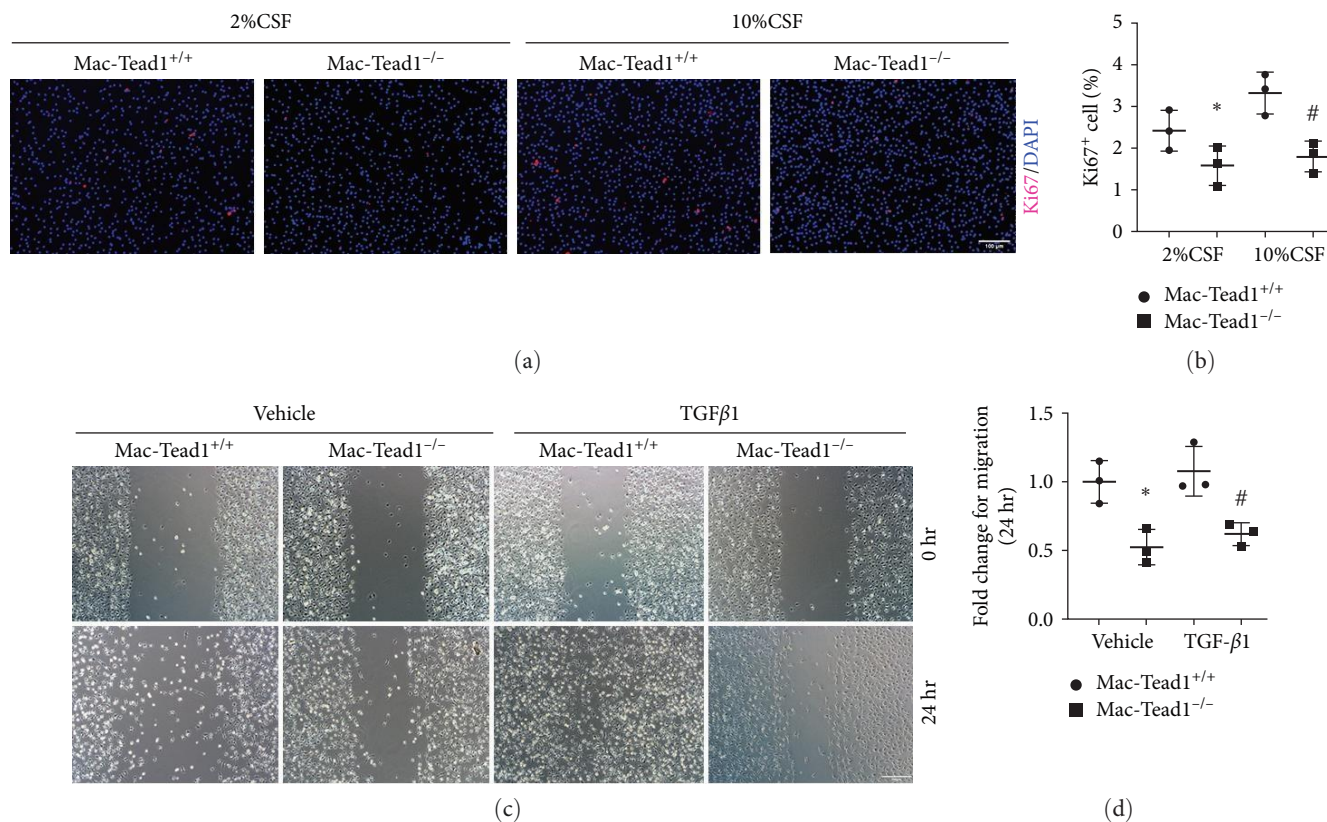 2%CSF 10%CSF
Mac-Tead1+/+ Mac-Tead1−/− Mac-Tead1+/+ Mac-Tead1−/−
Ki67/DAPI
100 μm
(a)
Ki67+ cell (%)
5
4
3
2
1
0
*
#
2%CSF 10%CSF
Mac-Tead1+/+
Mac-Tead1−/−
(b)
Vehicle TGFβ1
Mac-Tead1+/+ Mac-Tead1−/− Mac-Tead1+/+ Mac-Tead1−/−
0 hr
24 hr
(c)
Fold change for migration
(24 hr)
1.5
1.0
0.5
0.0
*
#
Vehicle TGF-β1
Mac-Tead1+/+
Mac-Tead1−/−
(d)